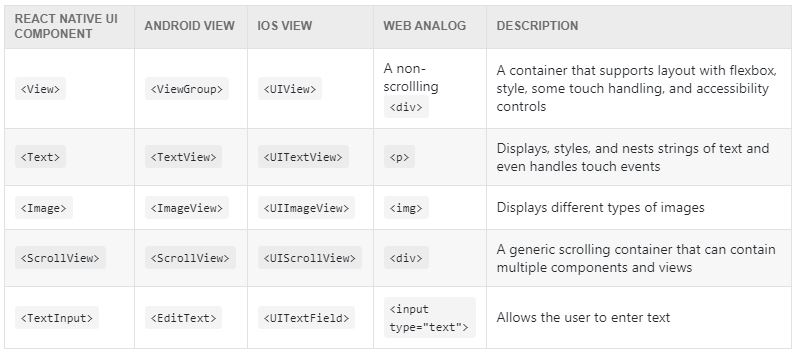 REACT NATIVE UI COMPONENT ANDROID VIEW IOS VIEW WEB ANALOG DESCRIPTION
<View> <ViewGroup> <UIView> A non-scrollling <div> A container that supports layout with flexbox, style, some touch handling, and accessibility controls
<Text> <TextView> <UITextView> <p> Displays, styles, and nests strings of text and even handles touch events
<Image> <ImageView> <UIImageView> <img> Displays different types of images
<ScrollView> <ScrollView> <UIScrollView> <div> A generic scrolling container that can contain multiple components and views
<TextInput> <EditText> <UITextField> <input type="text"> Allows the user to enter text